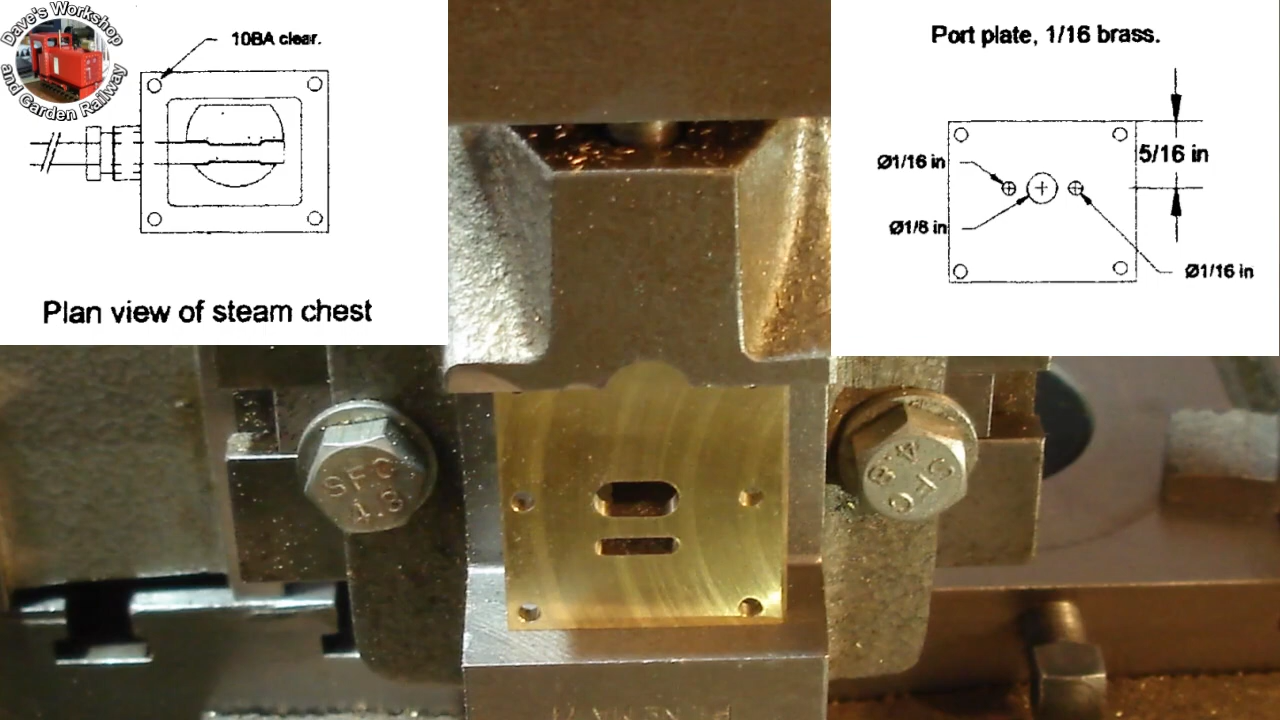 Dave's Workshop
and Garden Railway
10BA clear.
Plan view of steam chest
Port plate, 1/16 brass.
5/16 in
Ø1/16 in
Ø1/8 in
Ø1/16 in
SFC
4.8
SFC
4.8